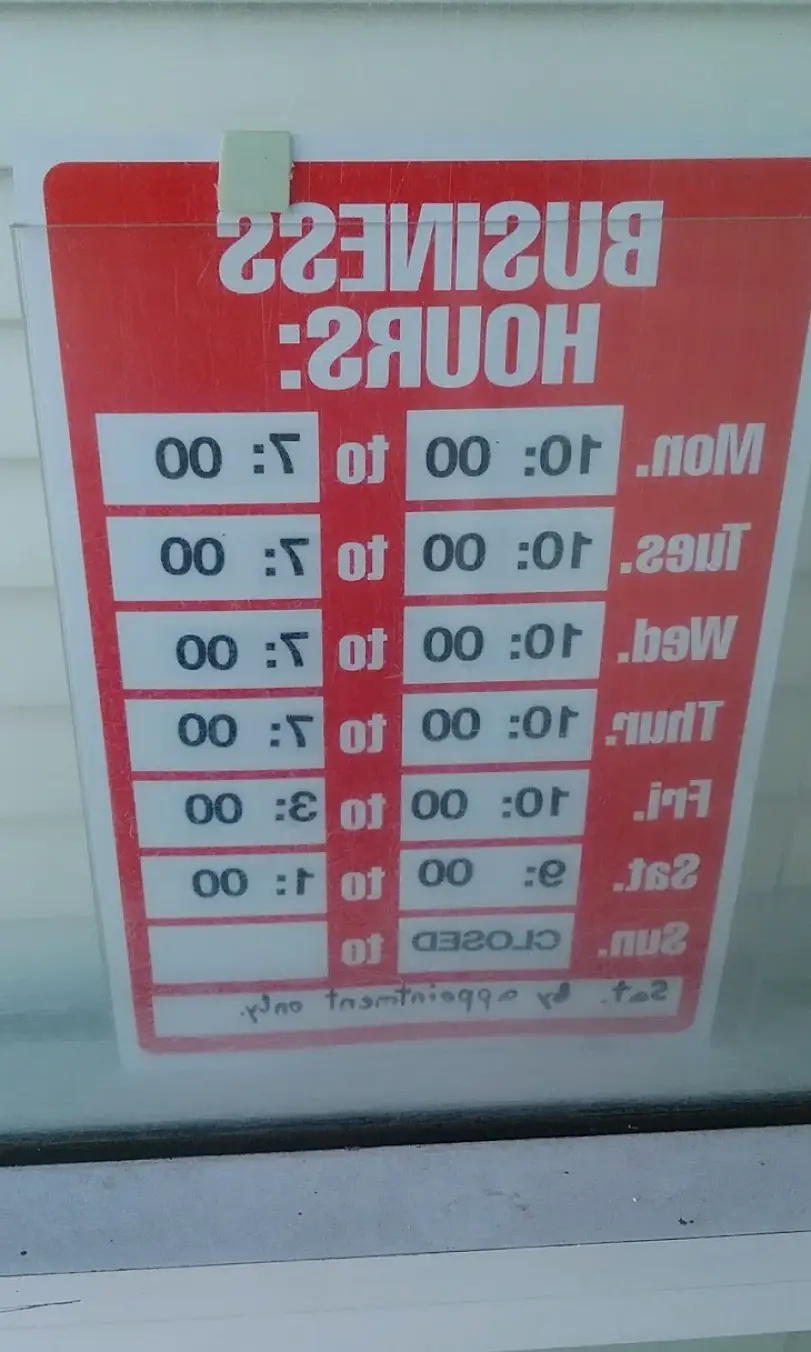 BUSINESS
HOURS:
Mon. 10: 00 to 7: 00
Tues. 10: 00 to 7: 00
Wed. 10: 00 to 7: 00
Thur. 10: 00 to 7: 00
Fri. 10: 00 to 3: 00
Sat. 9: 00 to 1: 00
Sun. CLOSED to
Sat. by appointment only.